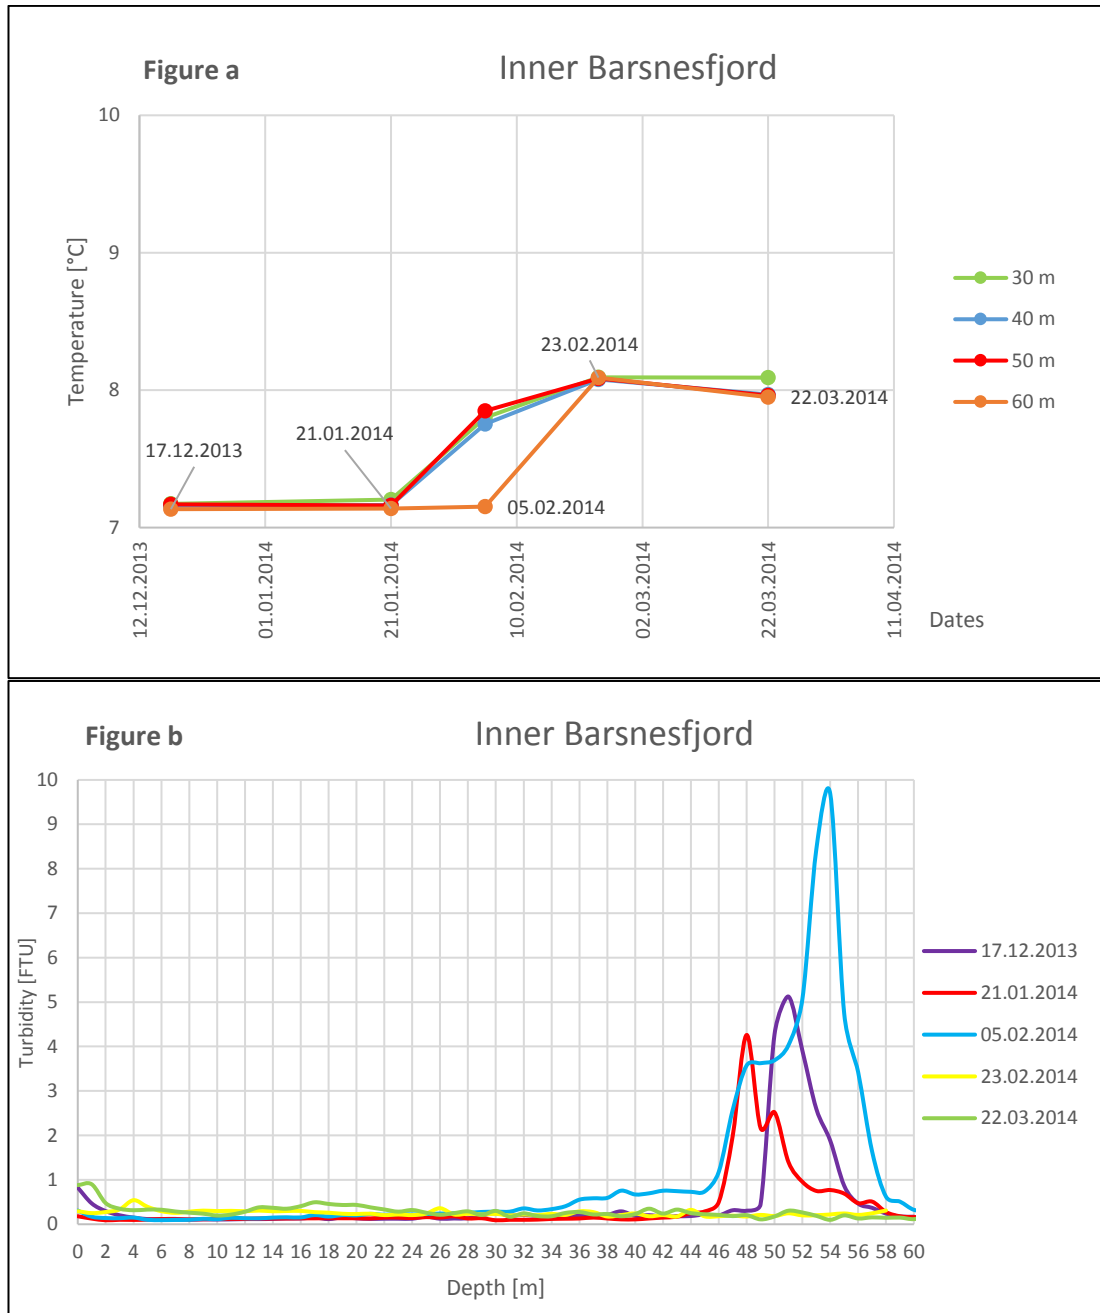 Figure a
Inner Barsnesfjord
Temperature [°C]
10
9
8
7
17.12.2013
21.01.2014
05.02.2014
23.02.2014
22.03.2014
12.12.2013
01.01.2014
21.01.2014
10.02.2014
02.03.2014
22.03.2014
11.04.2014
Dates
30 m
40 m
50 m
60 m
Figure b
Inner Barsnesfjord
Turbidity [FTU]
10
9
8
7
6
5
4
3
2
1
0
0 2 4 6 8 10 12 14 16 18 20 22 24 26 28 30 32 34 36 38 40 42 44 46 48 50 52 54 56 58 60
Depth [m]
17.12.2013
21.01.2014
05.02.2014
23.02.2014
22.03.2014